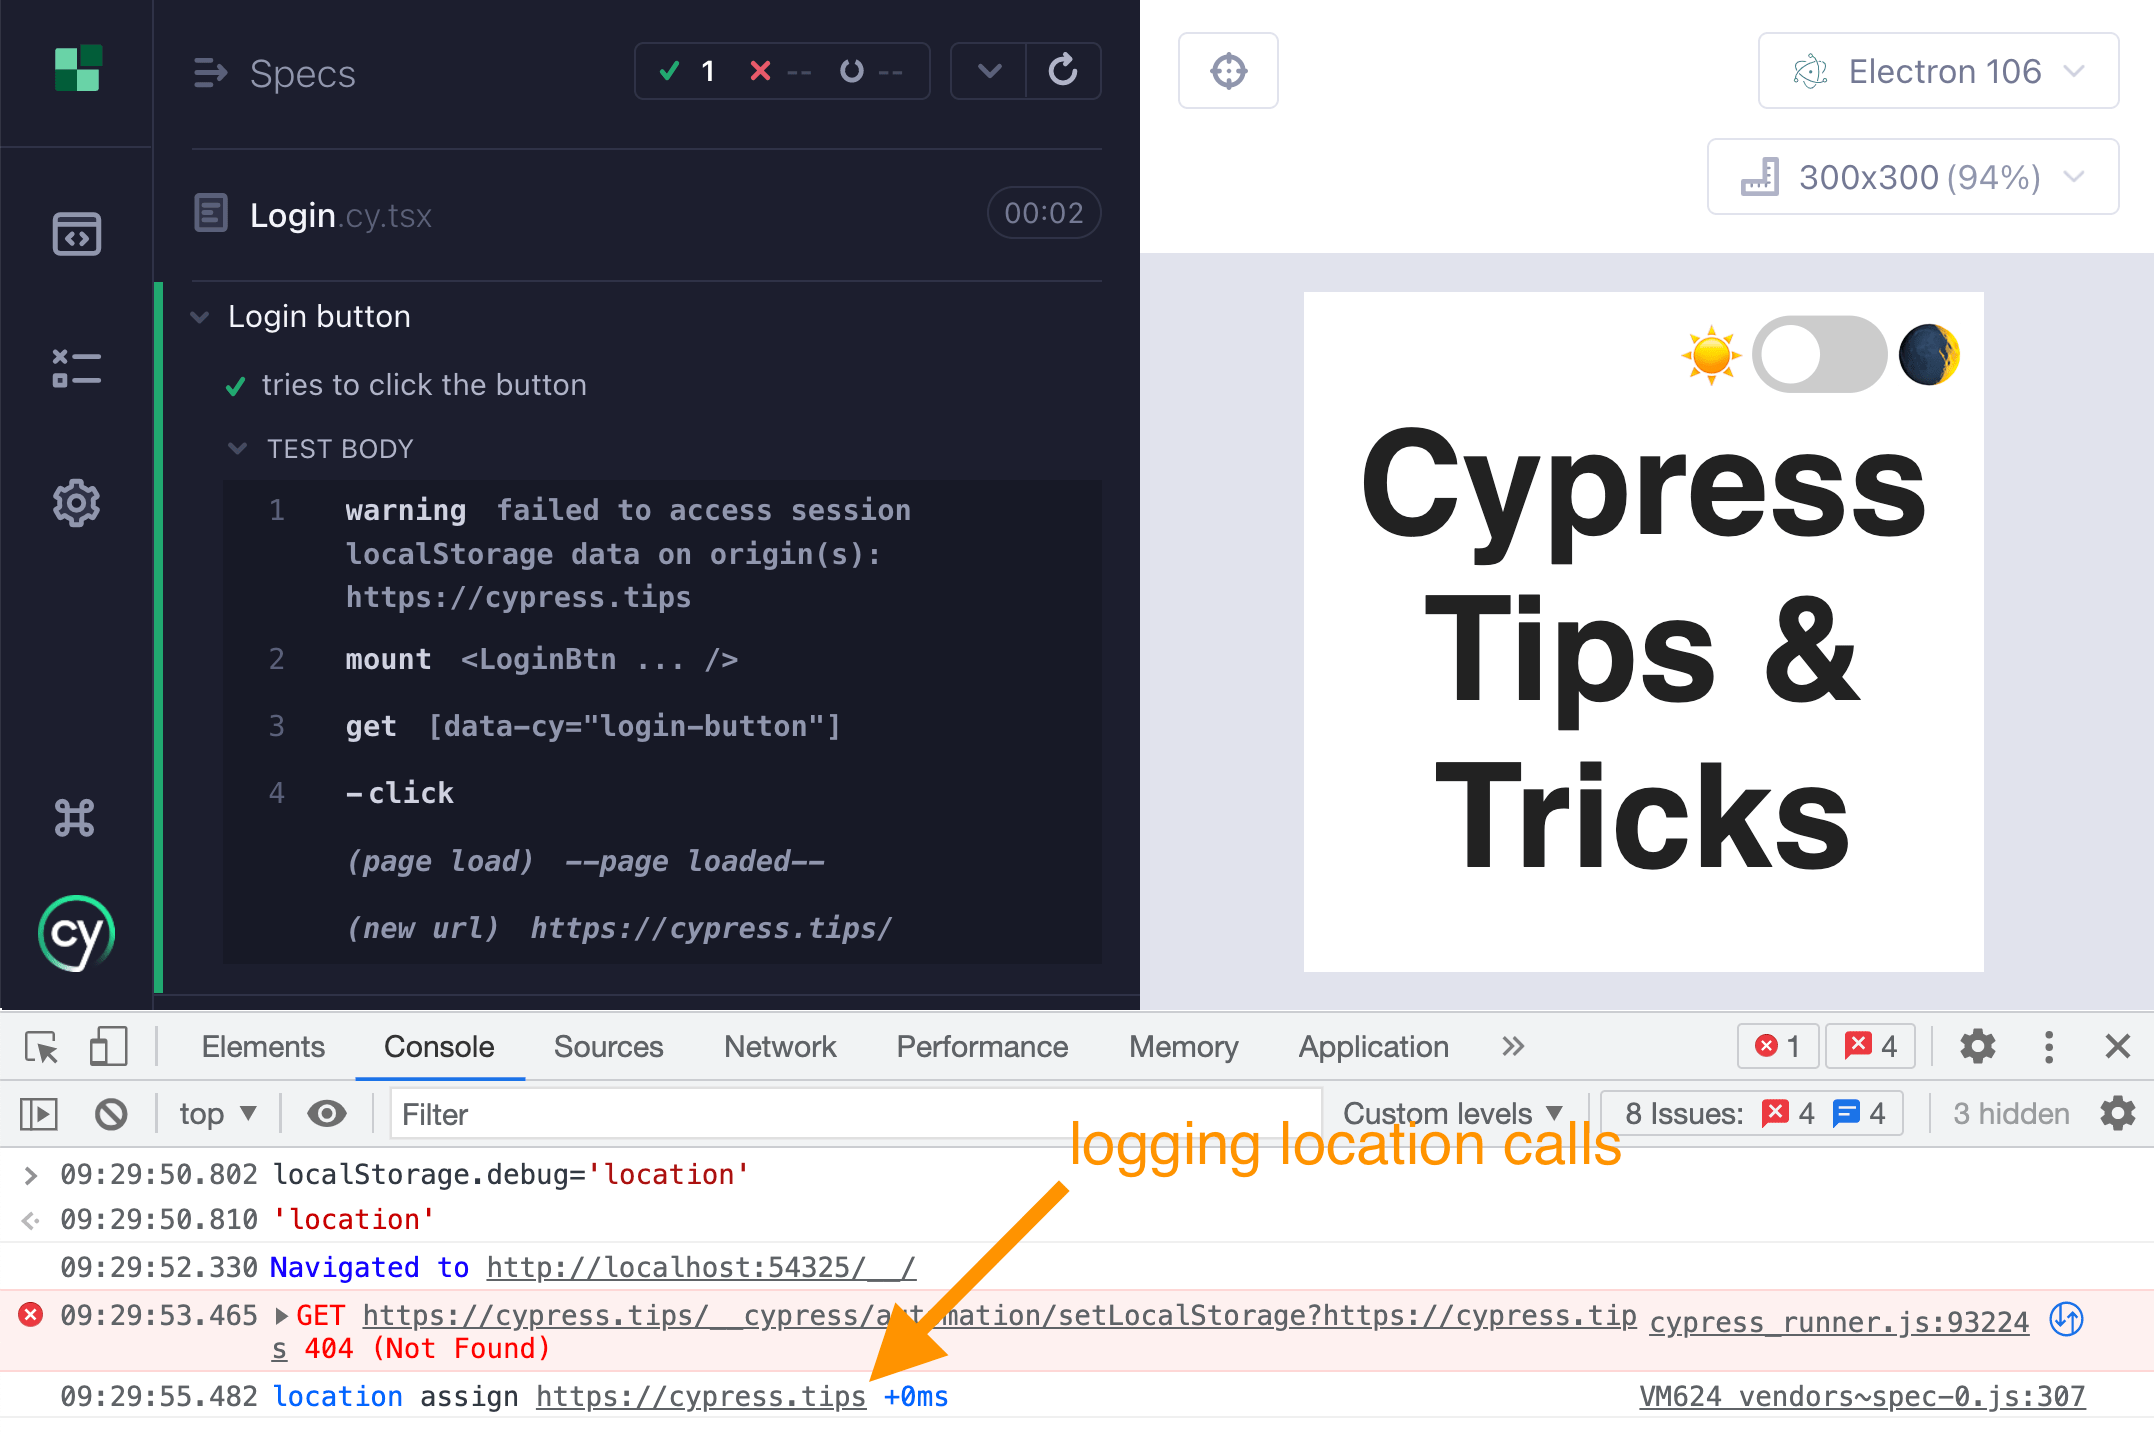 Specs
1 -- --
Login.cy.tsx 00:02
Login button
tries to click the button
TEST BODY
1 warning failed to access session
localStorage data on origin(s):
https://cypress.tips
2 mount <LoginBtn ... />
3 get [data-cy="login-button"]
4 -click
(page load) --page loaded--
(new url) https://cypress.tips/
cy
Electron 106
300x300 (94%)
Cypress
Tips &
Tricks
Elements Console Sources Network Performance Memory Application 1 4
top Filter Custom levels 8 Issues: 4 4 3 hidden
logging location calls
09:29:50.802 localStorage.debug='location'
09:29:50.810 'location'
09:29:52.330 Navigated to http://localhost:54325/__/
09:29:53.465 GET https://cypress.tips/__cypress/automation/setLocalStorage?https://cypress.tip cypress_runner.js:93224
s 404 (Not Found)
09:29:55.482 location assign https://cypress.tips +0ms VM624 vendors~spec-0.js:307